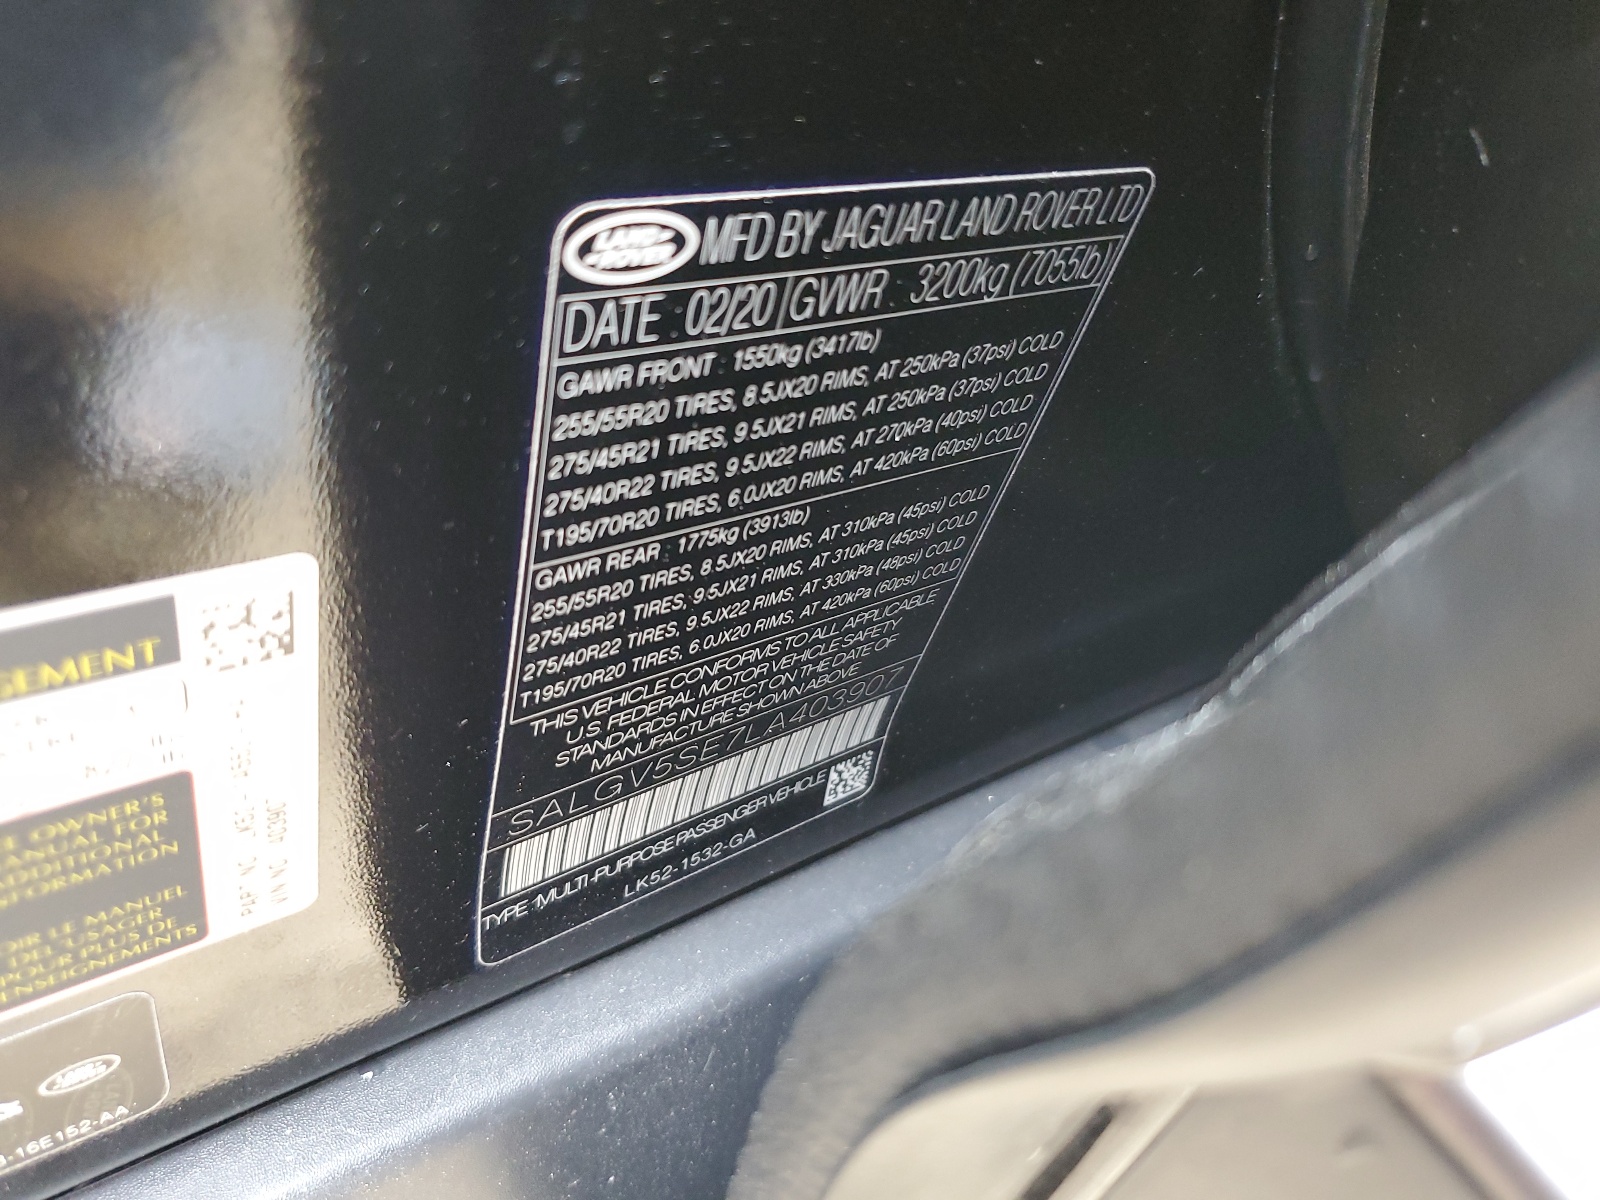 LAND ROVER MFD BY JAGUAR LAND ROVER LTD
DATE : 02/20 GVWR : 3200kg (7055lb)
GAWR FRONT : 1550kg (3417lb)
255/55R20 TIRES, 8.5JX20 RIMS, AT 250kPa (37psi) COLD
275/45R21 TIRES, 9.5JX21 RIMS, AT 250kPa (37psi) COLD
275/40R22 TIRES, 9.5JX22 RIMS, AT 270kPa (40psi) COLD
T195/70R20 TIRES, 6.0JX20 RIMS, AT 420kPa (60psi) COLD
GAWR REAR : 1775kg (3913lb)
255/55R20 TIRES, 8.5JX20 RIMS, AT 310kPa (45psi) COLD
275/45R21 TIRES, 9.5JX21 RIMS, AT 310kPa (45psi) COLD
275/40R22 TIRES, 9.5JX22 RIMS, AT 330kPa (48psi) COLD
T195/70R20 TIRES, 6.0JX20 RIMS, AT 420kPa (60psi) COLD
THIS VEHICLE CONFORMS TO ALL APPLICABLE
U.S. FEDERAL MOTOR VEHICLE SAFETY
STANDARDS IN EFFECT ON THE DATE OF
MANUFACTURE SHOWN ABOVE
SALGV5SE7LA403907
TYPE : MULTI-PURPOSE PASSENGER VEHICLE
LK52-1532-GA
GEMENT
OWNER'S
MANUAL FOR
ADDITIONAL
INFORMATION
OIR LE MANUEL
DE L'USAGER
POUR PLUS DE
ENSEIGNEMENTS
PART NO
VIN NO
-16E152-AA